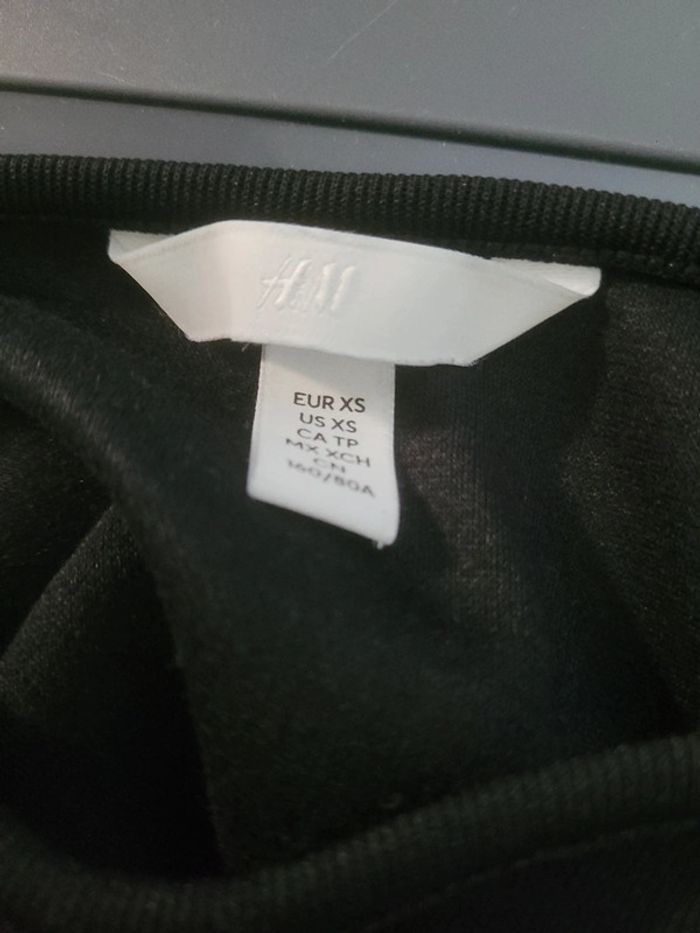 H&M
EUR XS
US XS
CA TP
MX XCH
CN
160/80A